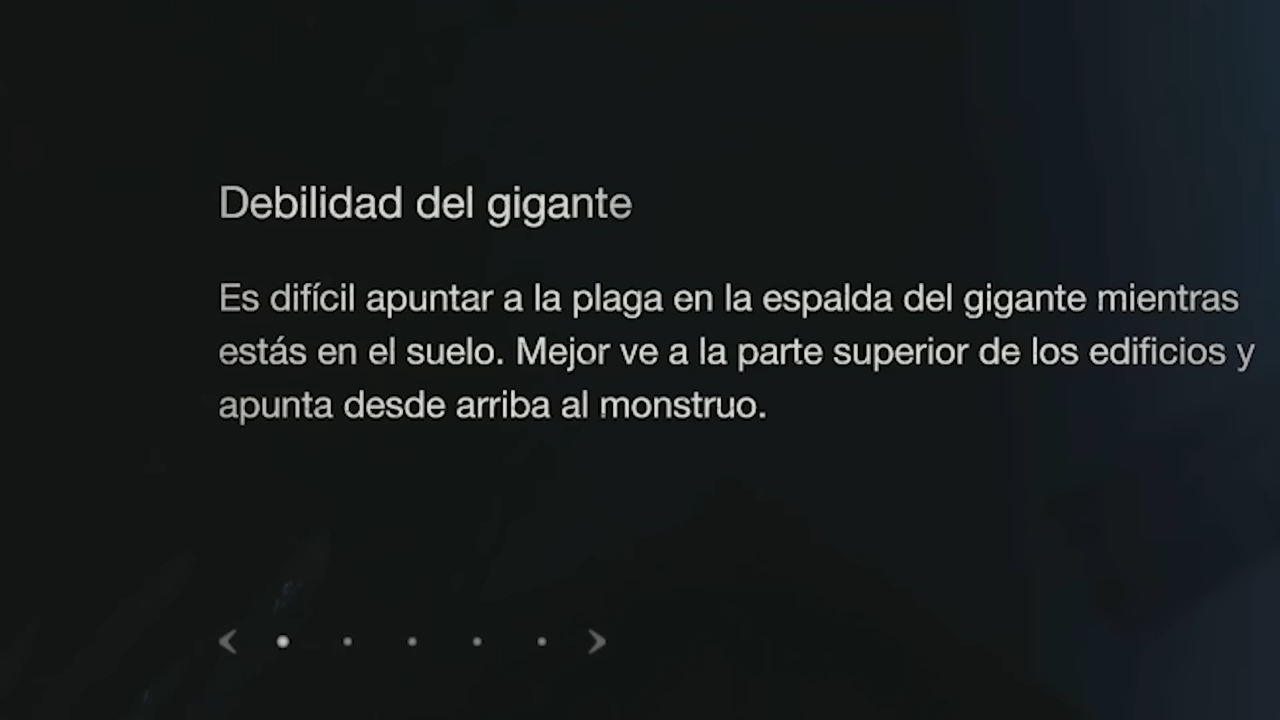 Debilidad del gigante
Es difícil apuntar a la plaga en la espalda del gigante mientras
estás en el suelo. Mejor ve a la parte superior de los edificios y
apunta desde arriba al monstruo.